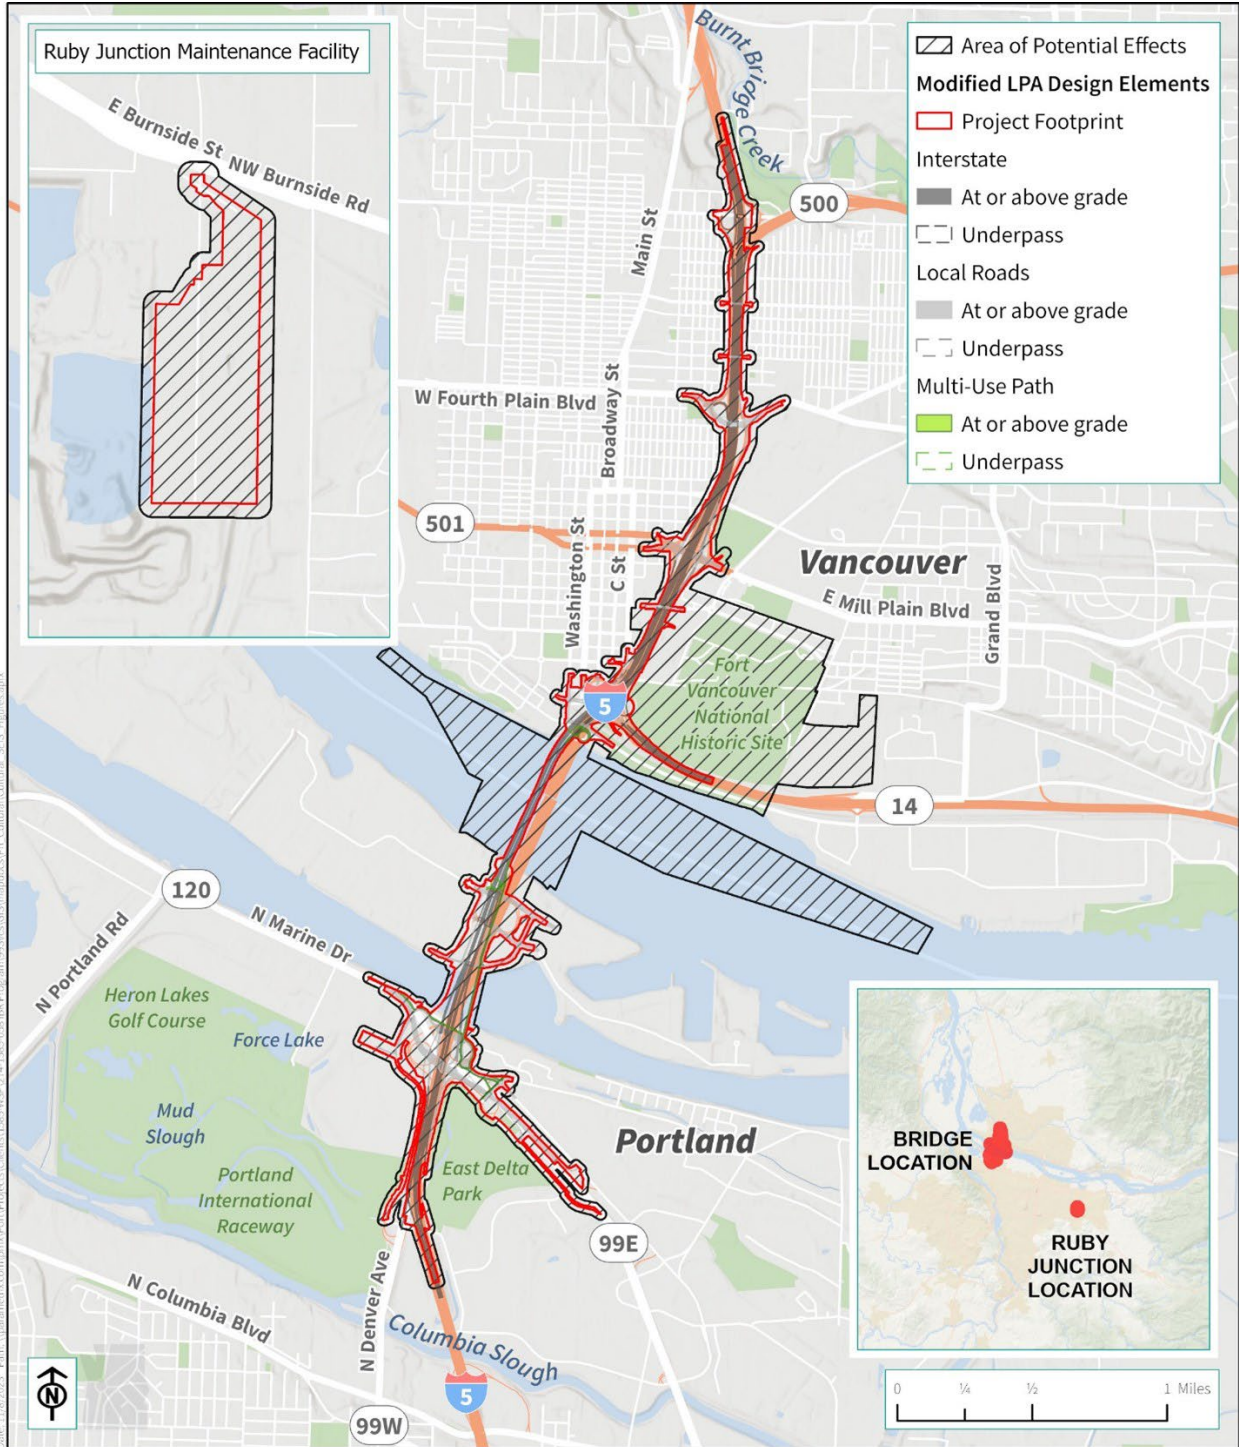 Ruby Junction Maintenance Facility
E Burnside St
NW Burnside Rd
Burnt Bridge Creek
Area of Potential Effects
Modified LPA Design Elements
Project Footprint
Interstate
At or above grade
Underpass
Local Roads
At or above grade
Underpass
Multi-Use Path
At or above grade
Underpass
500
Main St
W Fourth Plain Blvd
Broadway St
501
Washington St
C St
Vancouver
E Mill Plain Blvd
Grand Blvd
Fort
Vancouver
National
Historic Site
5
14
120
N Marine Dr
N Portland Rd
Heron Lakes
Golf Course
Force Lake
Mud
Slough
Portland
International
Raceway
East Delta
Park
Portland
99E
N Denver Ave
N Columbia Blvd
Columbia Slough
5
99W
N
BRIDGE
LOCATION
RUBY
JUNCTION
LOCATION
0 ¼ ½ 1 Miles